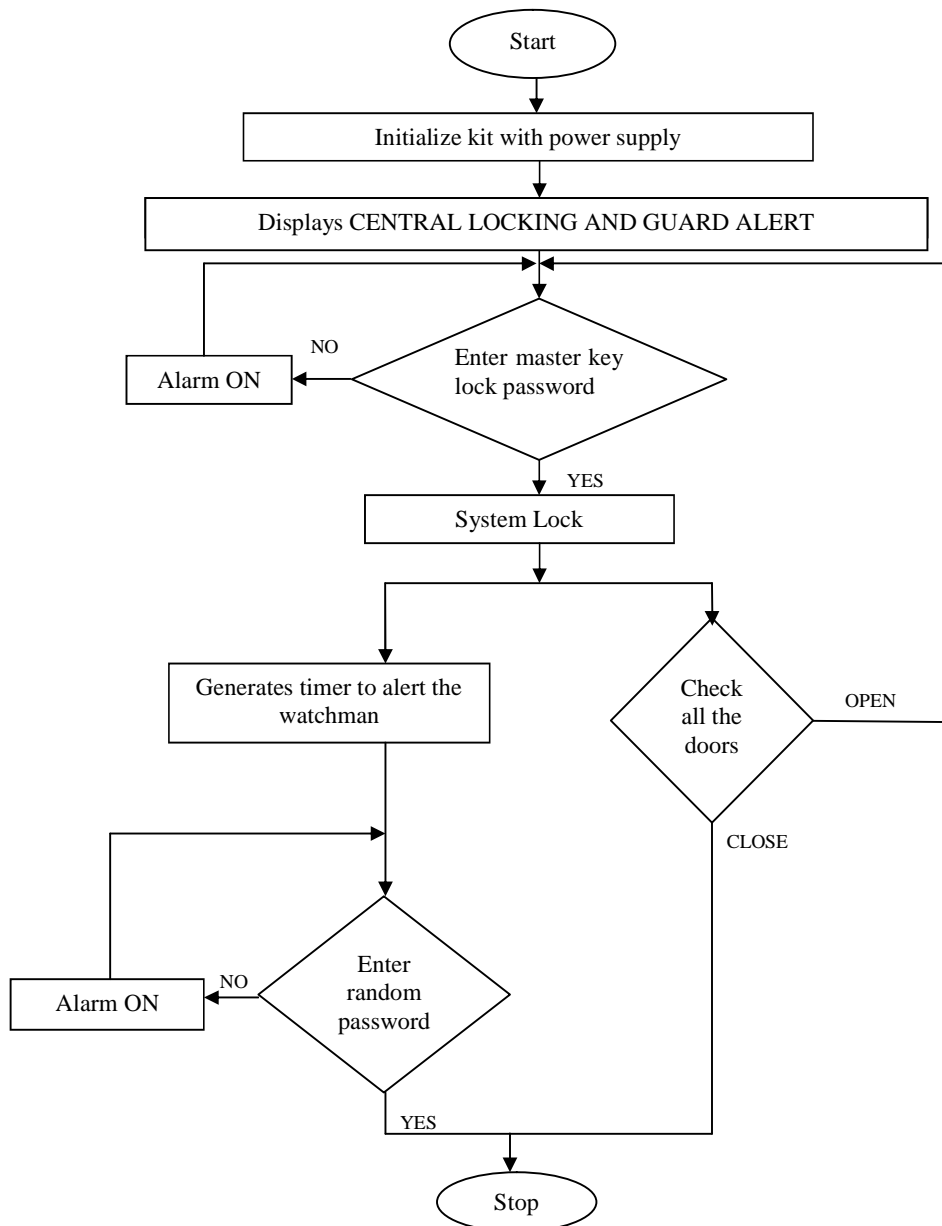 Start
Initialize kit with power supply
Displays CENTRAL LOCKING AND GUARD ALERT
NO
Enter master key
lock password
Alarm ON
YES
System Lock
Generates timer to alert the
watchman
Check
all the
doors
OPEN
CLOSE
Enter
random
password
NO
Alarm ON
YES
Stop